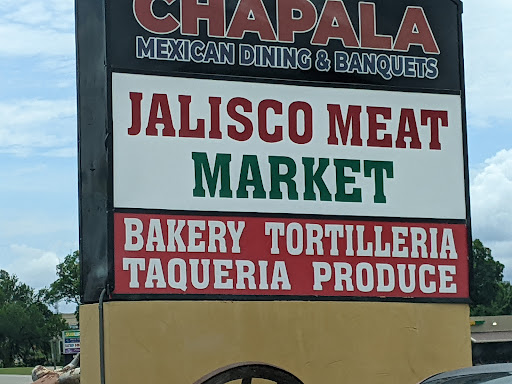 CHAPALA
MEXICAN DINING & BANQUETS
JALISCO MEAT
MARKET
BAKERY TORTILLERIA
TAQUERIA PRODUCE